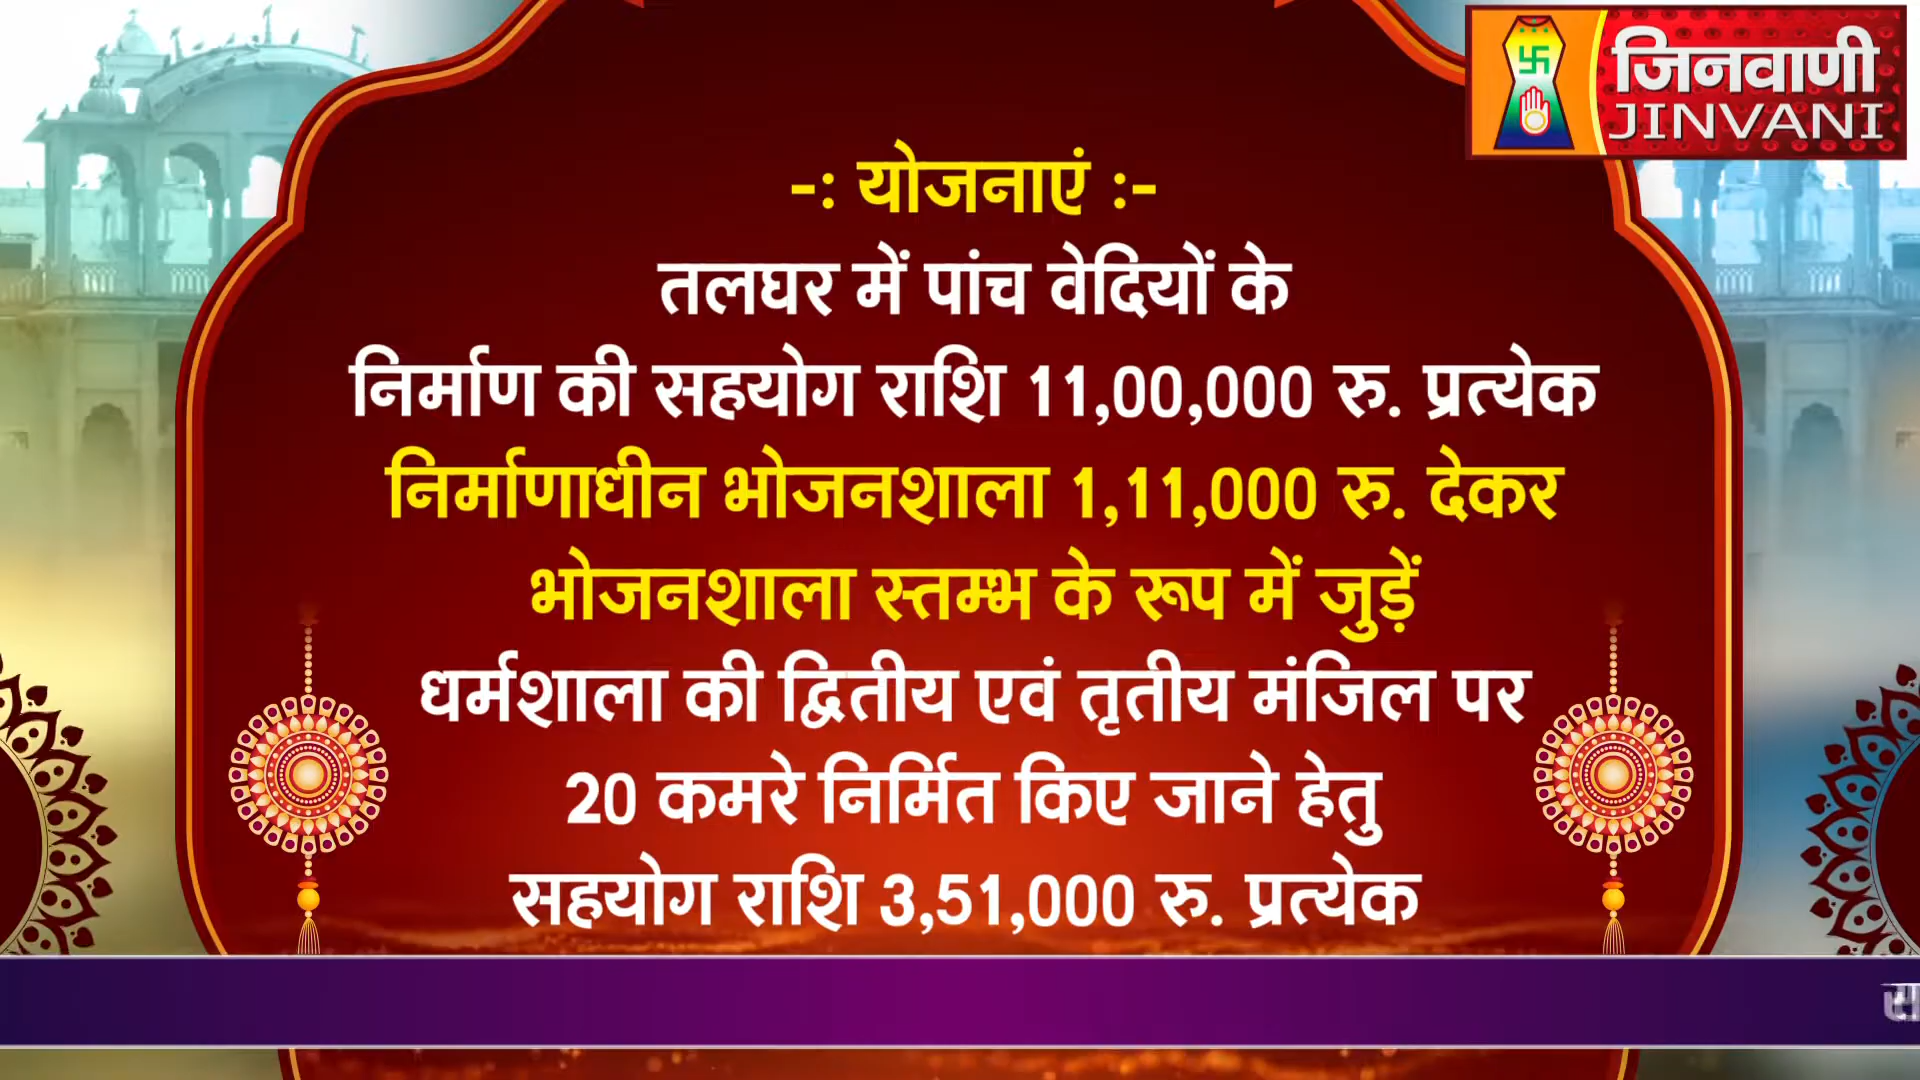 जिनवाणी
JINVANI
-: योजनाएं :-
तलघर में पांच वेदियों के
निर्माण की सहयोग राशि 11,00,000 रु. प्रत्येक
निर्माणाधीन भोजनशाला 1,11,000 रु. देकर
भोजनशाला स्तम्भ के रूप में जुड़ें
धर्मशाला की द्वितीय एवं तृतीय मंजिल पर
20 कमरे निर्मित किए जाने हेतु
सहयोग राशि 3,51,000 रु. प्रत्येक